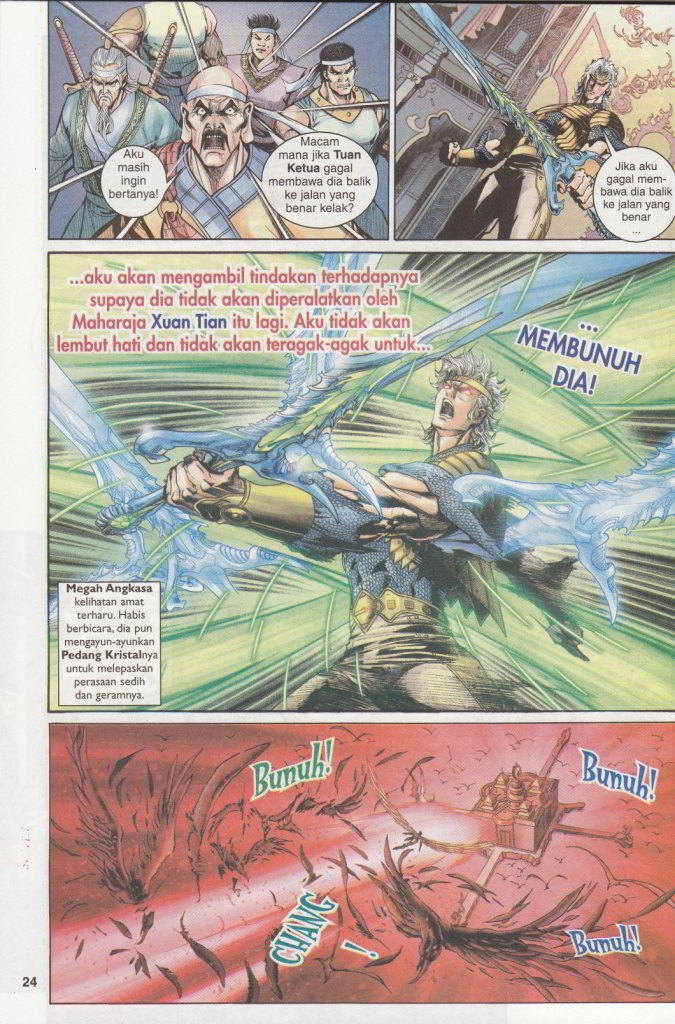 Aku
masih
ingin
bertanya!
Macam
mana jika Tuan
Ketua gagal
membawa dia balik
ke jalan yang
benar kelak?
Jika aku
gagal mem-
bawa dia balik
ke jalan yang
benar
...
...aku akan mengambil tindakan terhadapnya
supaya dia tidak akan diperalatkan oleh
Maharaja Xuan Tian itu lagi. Aku tidak akan
lembut hati dan tidak akan teragak-agak untuk...
...
MEMBUNUH
DIA!
Megah Angkasa
kelihatan amat
terharu. Habis
berbicara, dia pun
mengayun-ayunkan
Pedang Kristalnya
untuk melepaskan
perasaan sedih
dan geramnya.
Bunuh!
Bunuh!
CHANG
!
Bunuh!
24